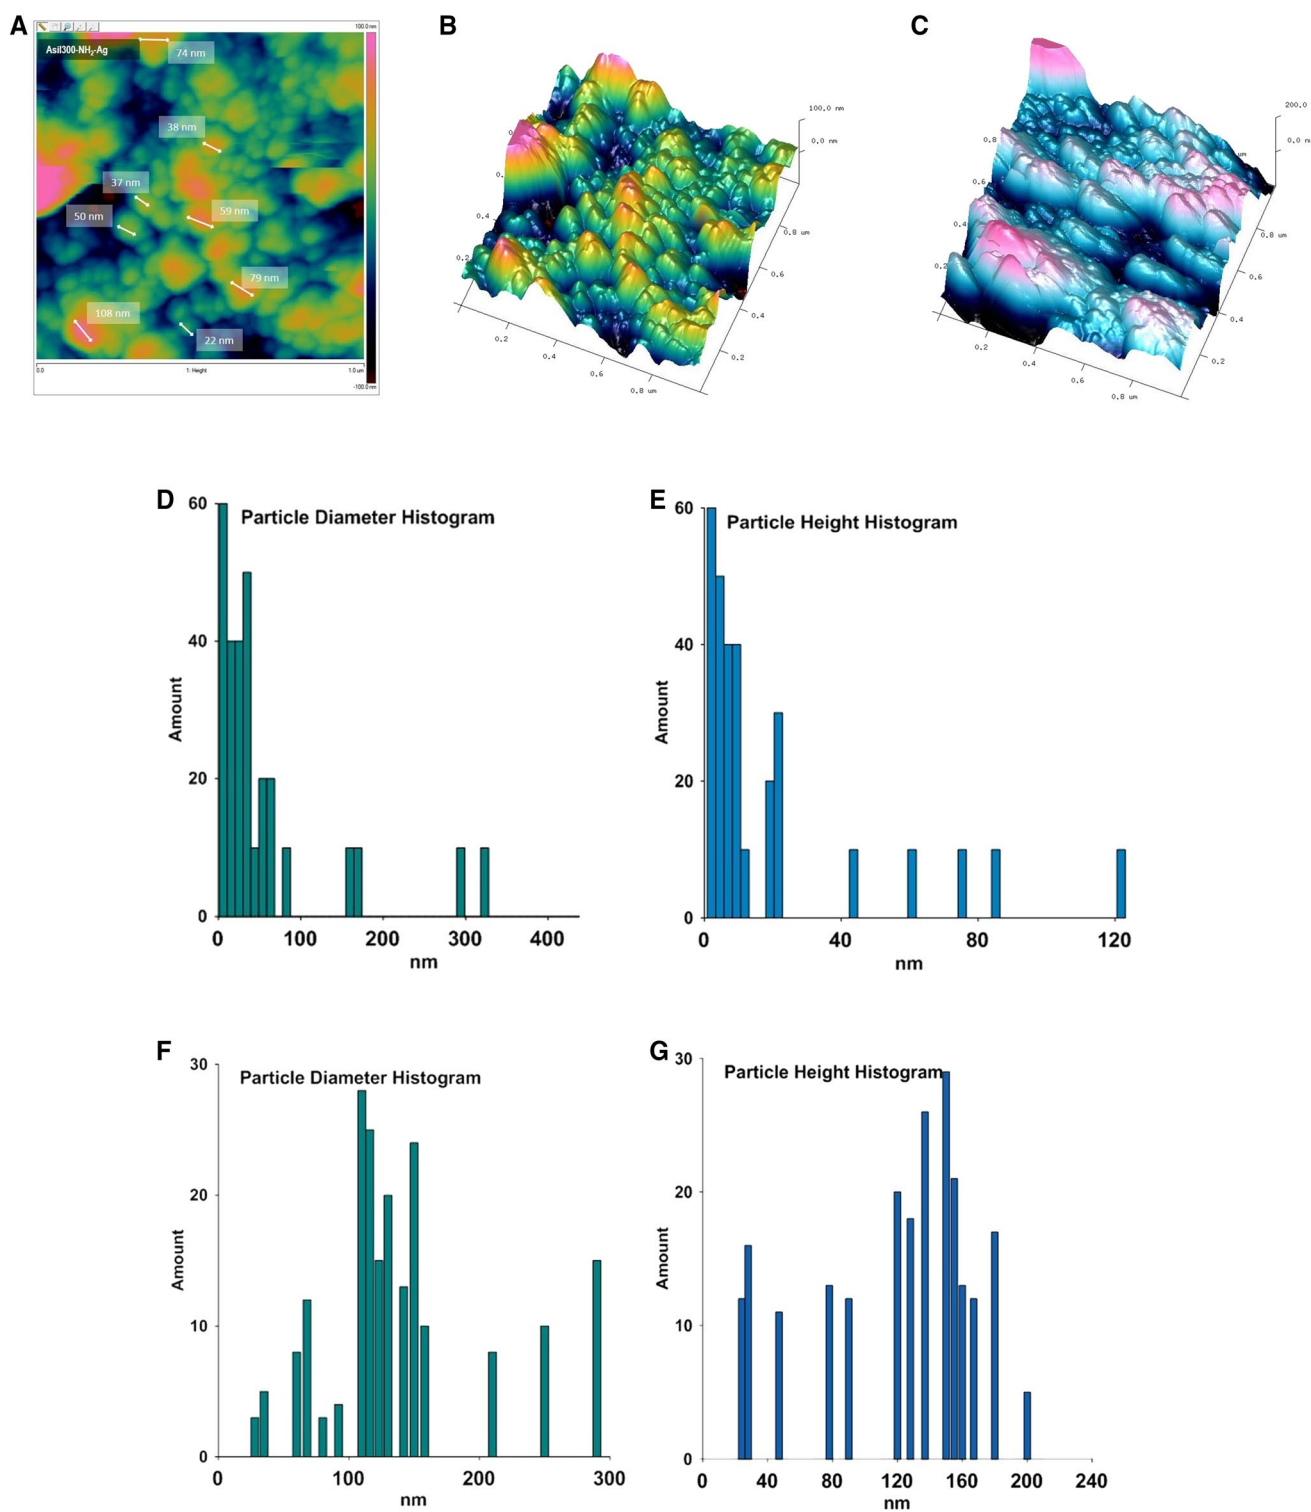 A
100.0 nm
Asil300-NH2-Ag
74 nm
38 nm
37 nm
50 nm
59 nm
79 nm
108 nm
22 nm
0.0
1: Height
1.0 um
-100.0 nm
B
100.0 nm
0.0 nm
0.8 um
0.6
0.4
0.2
0.2
0.4
0.6
0.8 um
0.4
0.2
C
200.0
0.0 n
um
0.8
0.6
0.4
0.2
0.6
0.4
0.2
0.2
0.4
0.6
0.8 um
D
Particle Diameter Histogram
60
40
20
0
Amount
0 100 200 300 400
nm
E
Particle Height Histogram
60
40
20
0
Amount
0 40 80 120
nm
F
Particle Diameter Histogram
30
20
10
0
Amount
0 100 200 300
nm
G
Particle Height Histogram
30
20
10
0
Amount
0 40 80 120 160 200 240
nm